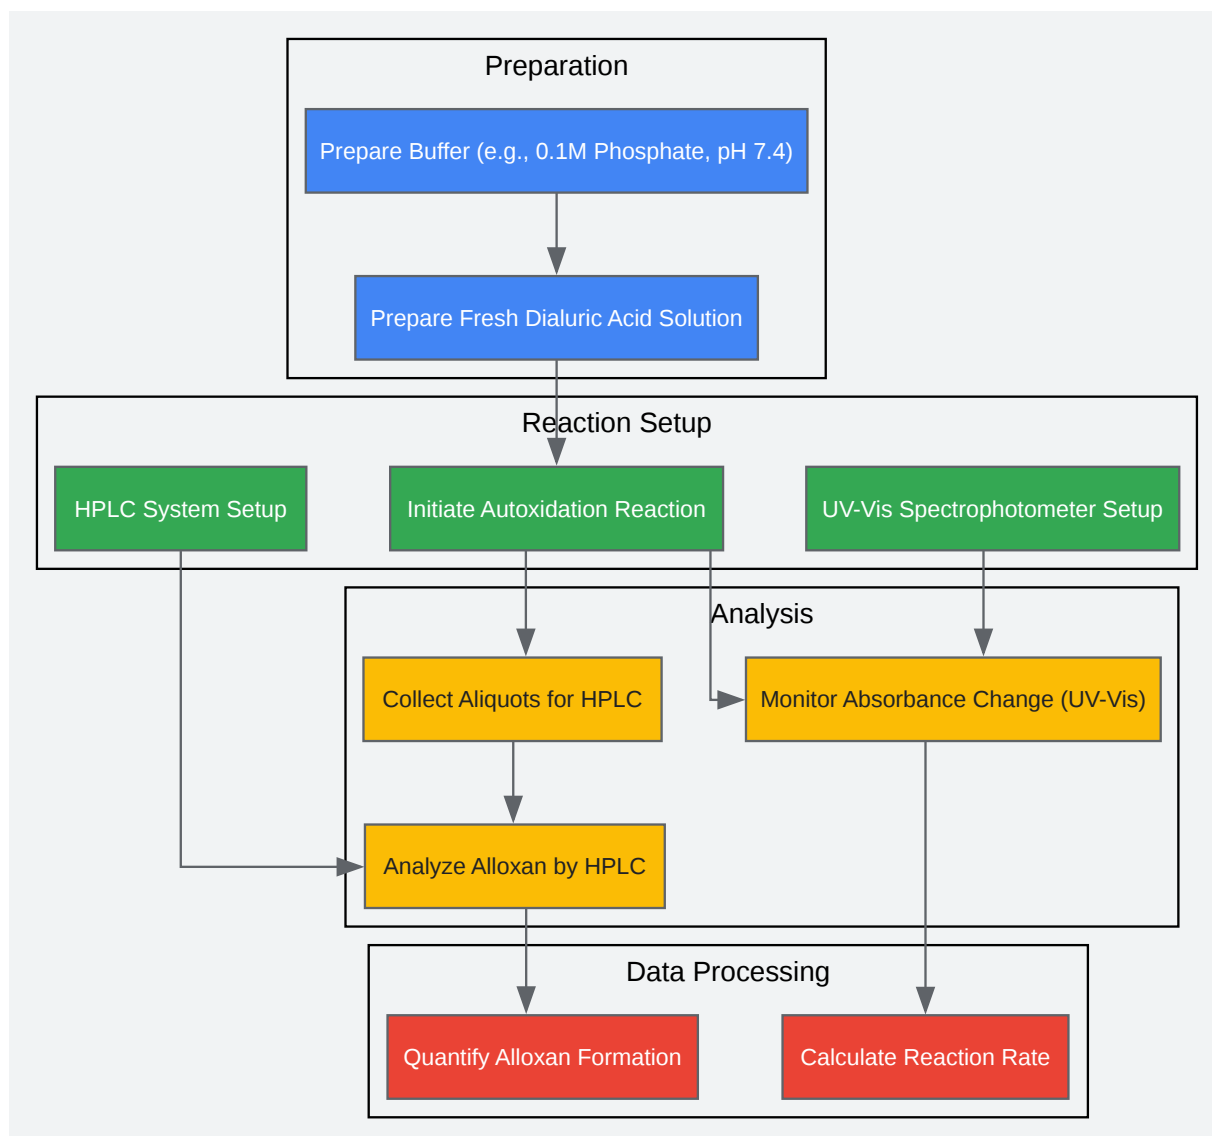 Preparation
Prepare Buffer (e.g., 0.1M Phosphate, pH 7.4)
Prepare Fresh Dialuric Acid Solution
Reaction Setup
HPLC System Setup
Initiate Autoxidation Reaction
UV-Vis Spectrophotometer Setup
Analysis
Collect Aliquots for HPLC
Monitor Absorbance Change (UV-Vis)
Analyze Alloxan by HPLC
Data Processing
Quantify Alloxan Formation
Calculate Reaction Rate